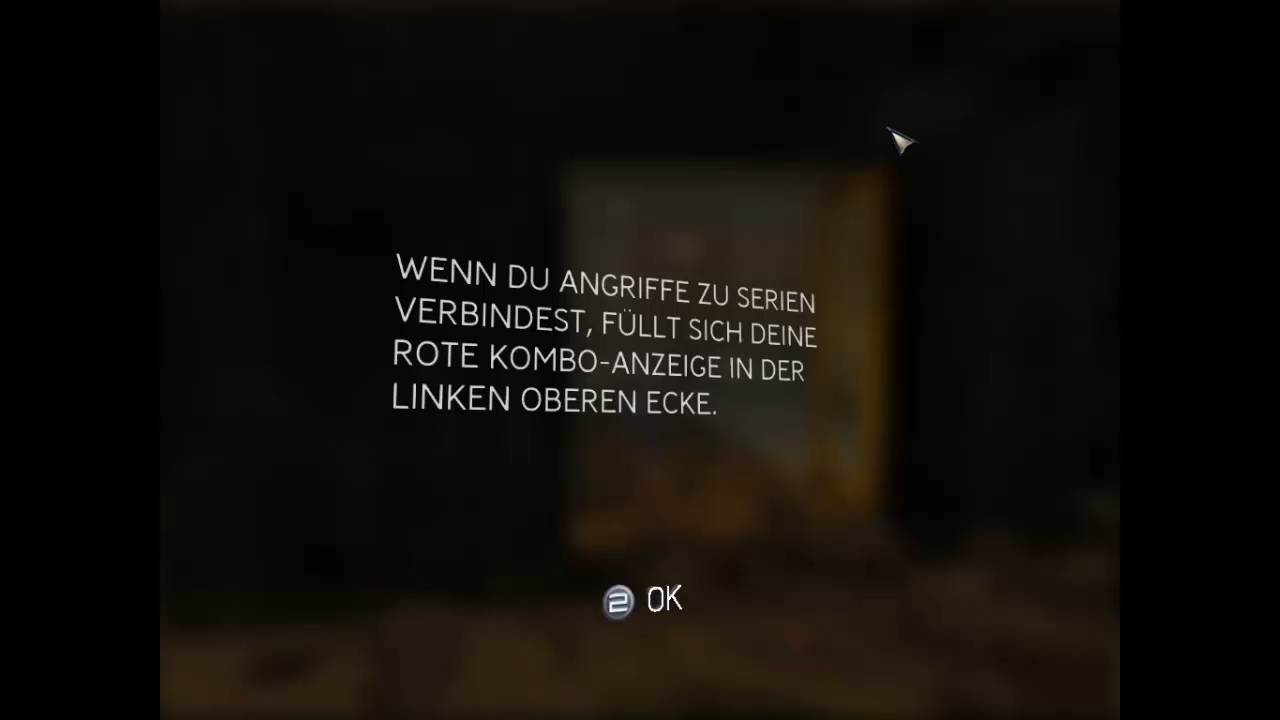 WENN DU ANGRIFFE ZU SERIEN
VERBINDEST, FÜLLT SICH DEINE
ROTE KOMBO-ANZEIGE IN DER
LINKEN OBEREN ECKE.
2 OK